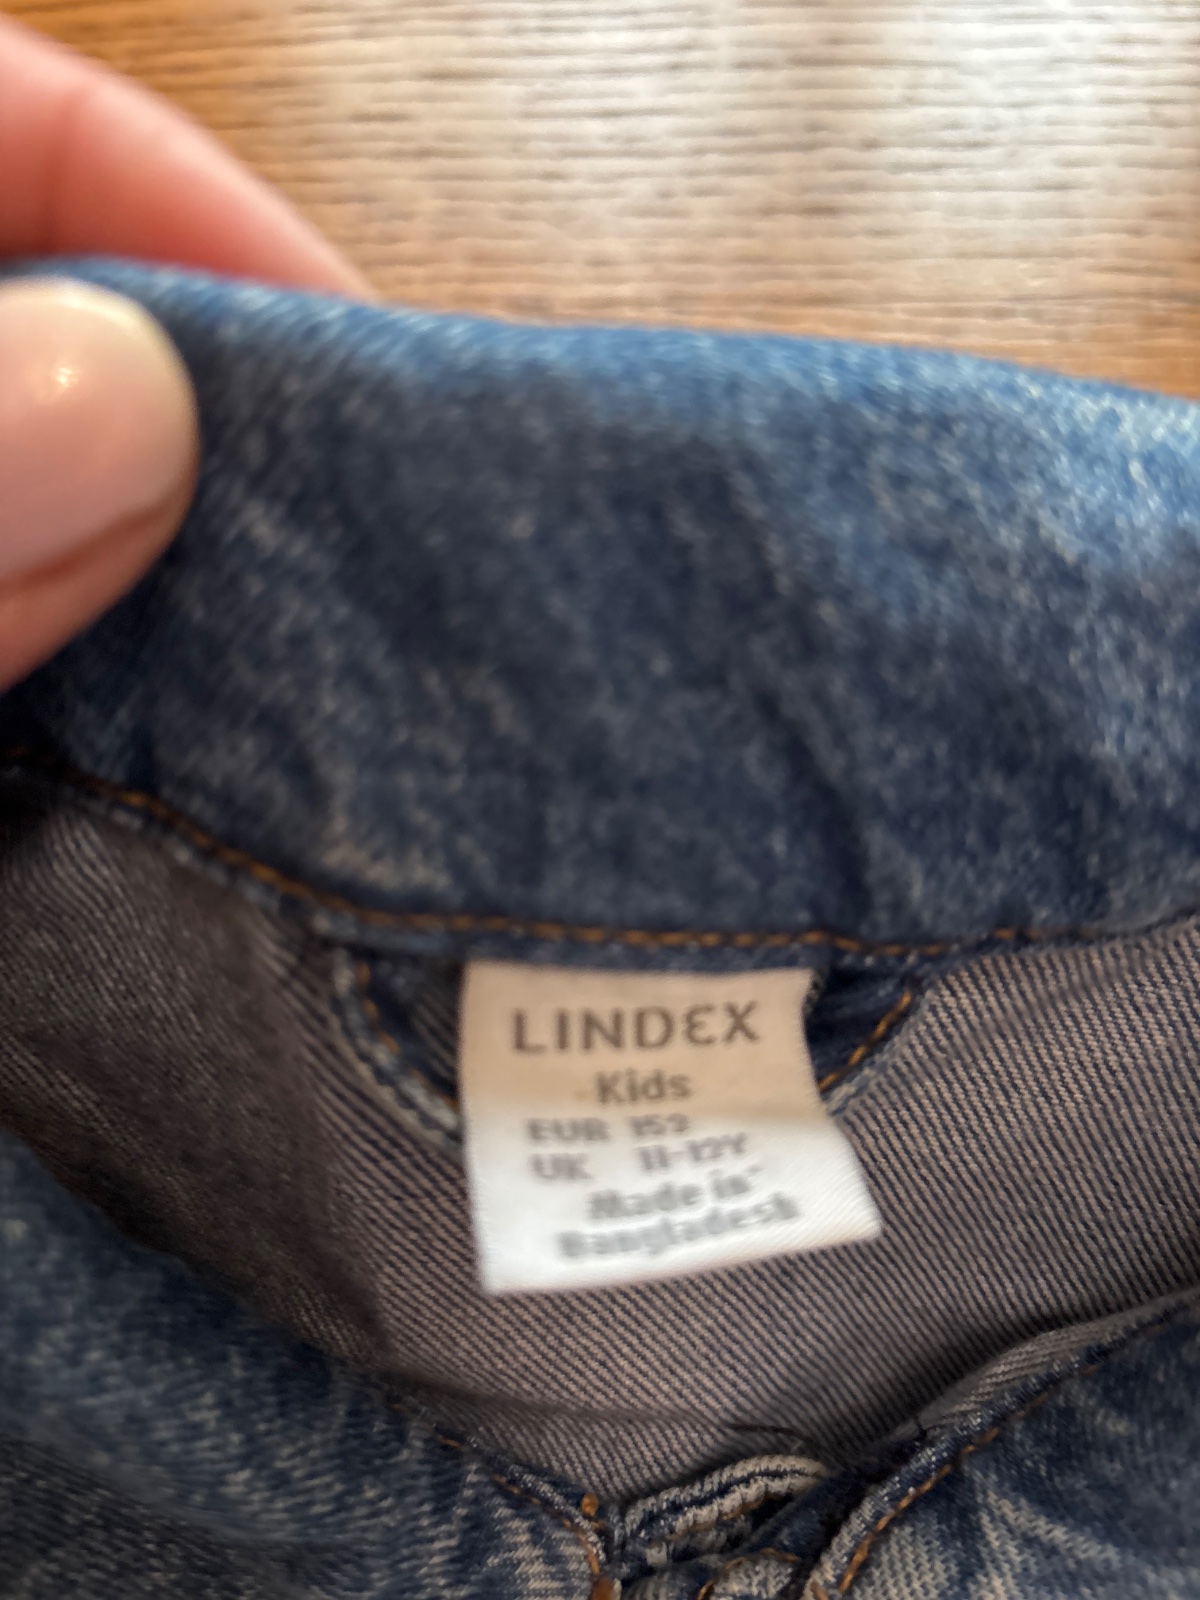 LINDEX
Kids
EUR 152
UK 11-12Y
Made in
Bangladesh